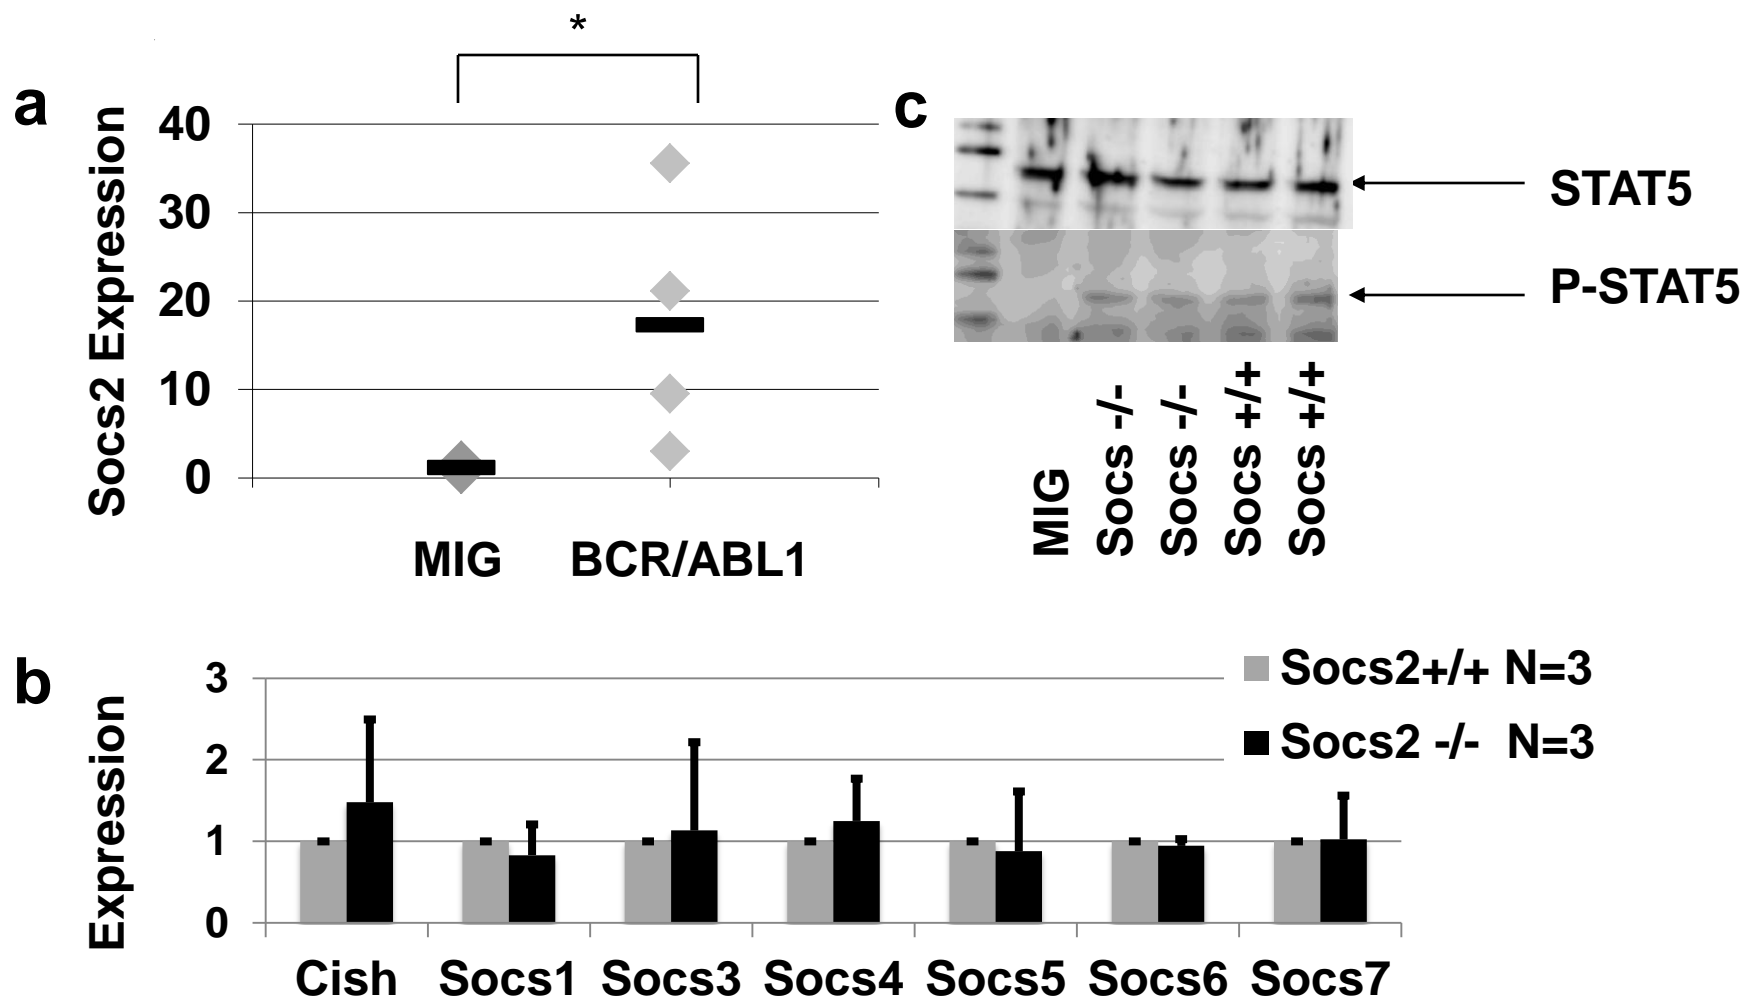 *
a
Socs2 Expression
40
30
20
10
0
MIG
BCR/ABL1
c
STAT5
P-STAT5
MIG
Socs -/-
Socs -/-
Socs +/+
Socs +/+
b
Expression
3
2
1
0
Socs2+/+ N=3
Socs2 -/- N=3
Cish Socs1 Socs3 Socs4 Socs5 Socs6 Socs7